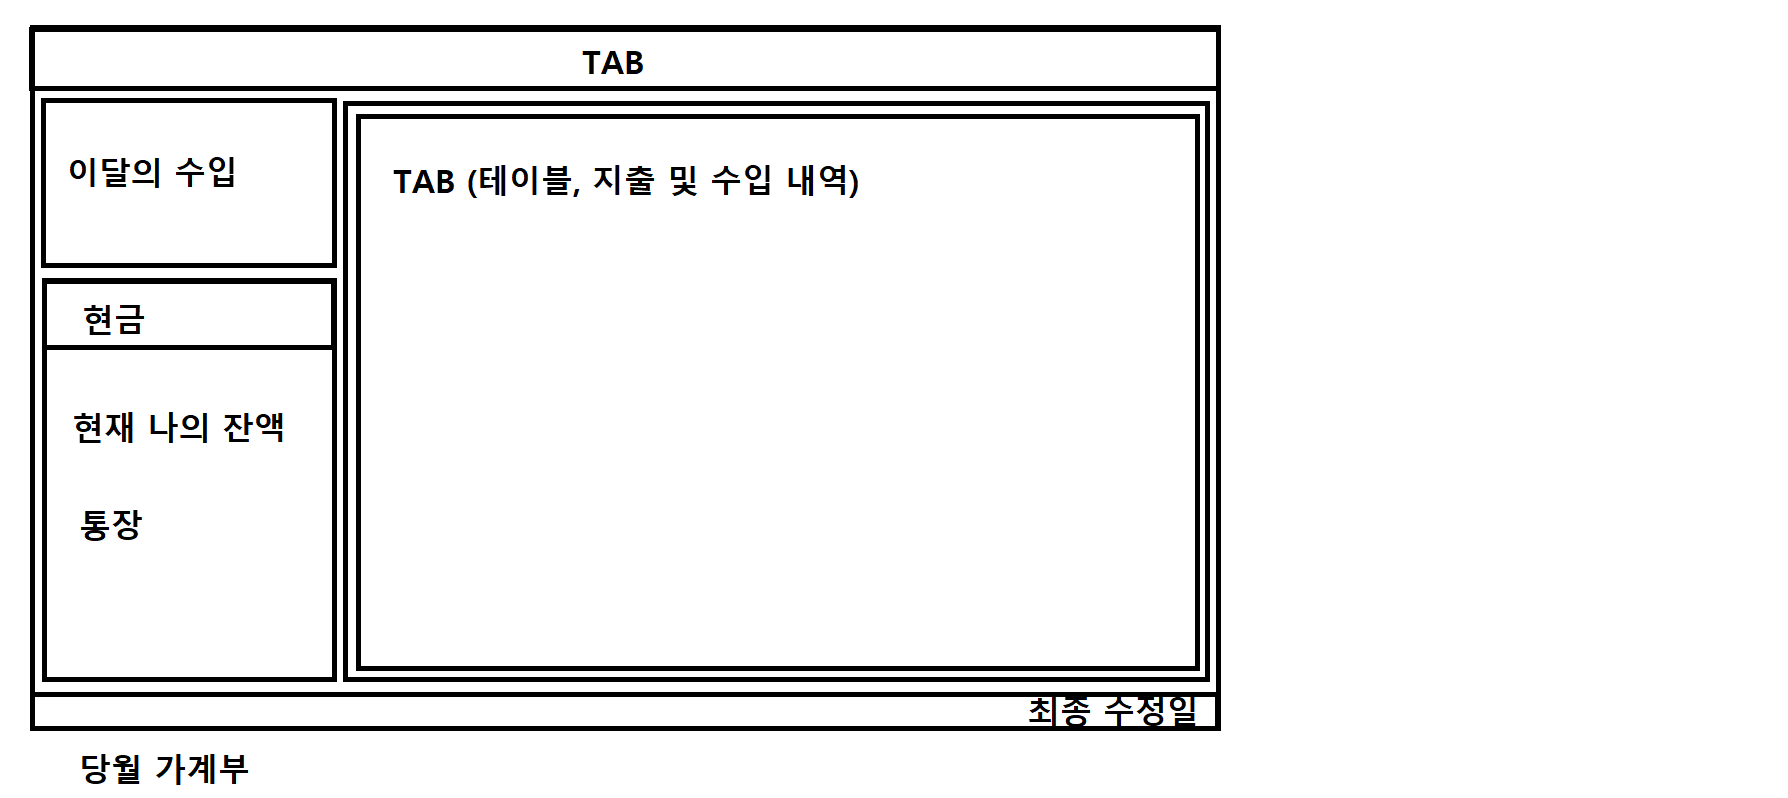 TAB
이달의 수입
TAB (테이블, 지출 및 수입 내역)
현금
현재 나의 잔액
통장
최종 수정일
당월 가계부